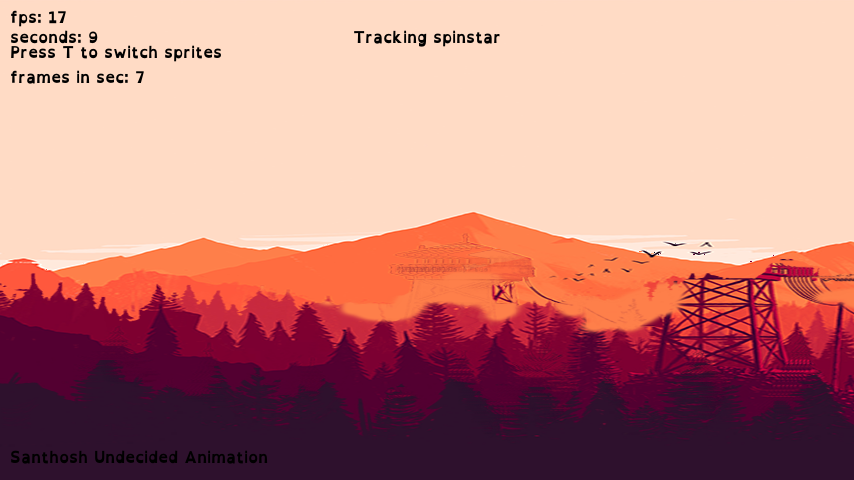 fps: 17
seconds: 9
Tracking spinstar
Press T to switch sprites
frames in sec: 7
Santhosh Undecided Animation